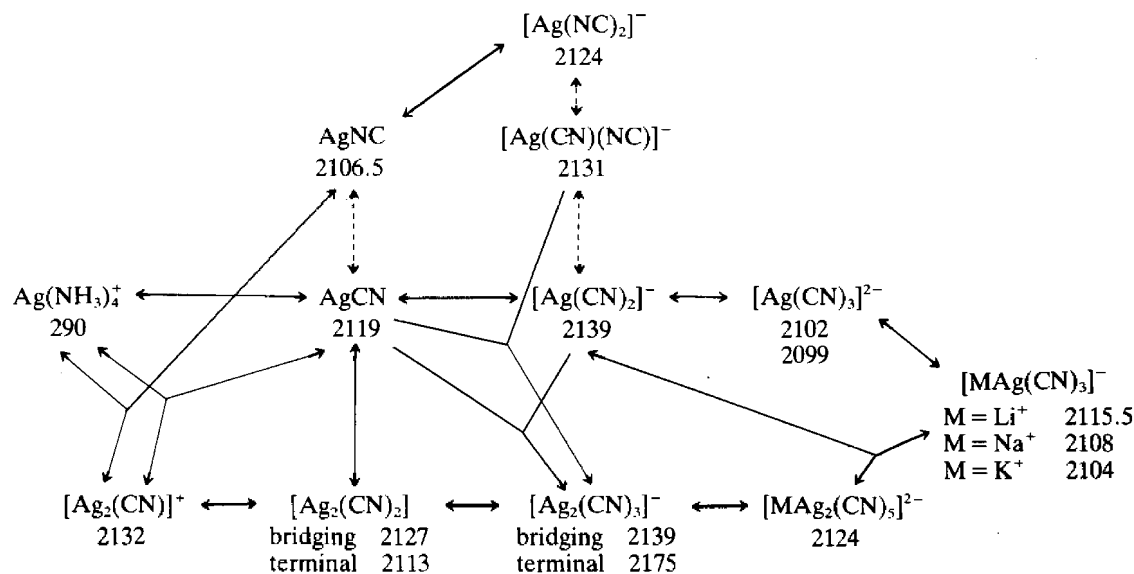 [Ag(NC)₂]⁻
2124
AgNC [Ag(CN)(NC)]⁻
2106.5 2131
Ag(NH₃)₄⁺ AgCN [Ag(CN)₂]⁻ [Ag(CN)₃]²⁻
290 2119 2139 2102
2099
[MAg(CN)₃]⁻
M = Li⁺ 2115.5
M = Na⁺ 2108
M = K⁺ 2104
[Ag₂(CN)]⁺ [Ag₂(CN)₂] [Ag₂(CN)₃]⁻ [MAg₂(CN)₅]²⁻
2132 bridging 2127 bridging 2139 2124
terminal 2113 terminal 2175